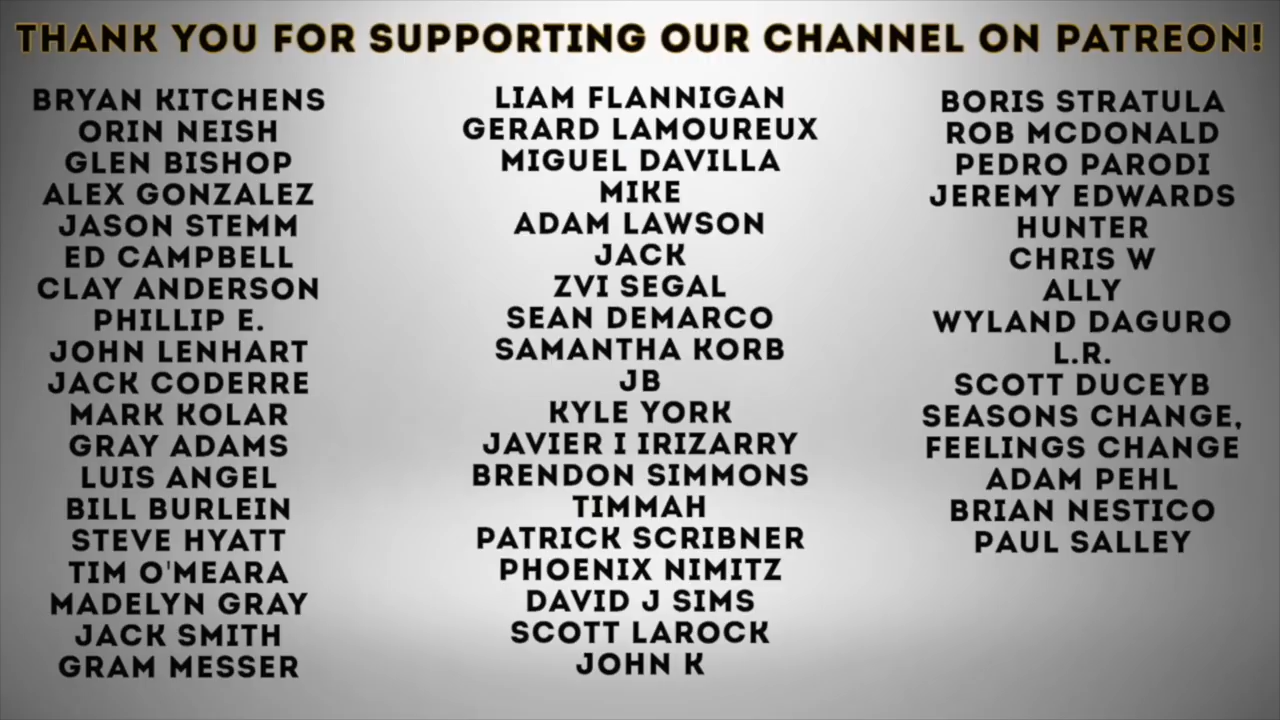 THANK YOU FOR SUPPORTING OUR CHANNEL ON PATREON!
BRYAN KITCHENS
ORIN NEISH
GLEN BISHOP
ALEX GONZALEZ
JASON STEMM
ED CAMPBELL
CLAY ANDERSON
PHILLIP E.
JOHN LENHART
JACK CODERRE
MARK KOLAR
GRAY ADAMS
LUIS ANGEL
BILL BURLEIN
STEVE HYATT
TIM O'MEARA
MADELYN GRAY
JACK SMITH
GRAM MESSER
LIAM FLANNIGAN
GERARD LAMOUREUX
MIGUEL DAVILLA
MIKE
ADAM LAWSON
JACK
ZVI SEGAL
SEAN DEMARCO
SAMANTHA KORB
JB
KYLE YORK
JAVIER I IRIZARRY
BRENDON SIMMONS
TIMMAH
PATRICK SCRIBNER
PHOENIX NIMITZ
DAVID J SIMS
SCOTT LAROCK
JOHN K
BORIS STRATULA
ROB MCDONALD
PEDRO PARODI
JEREMY EDWARDS
HUNTER
CHRIS W
ALLY
WYLAND DAGURO
L.R.
SCOTT DUCEYB
SEASONS CHANGE,
FEELINGS CHANGE
ADAM PEHL
BRIAN NESTICO
PAUL SALLEY